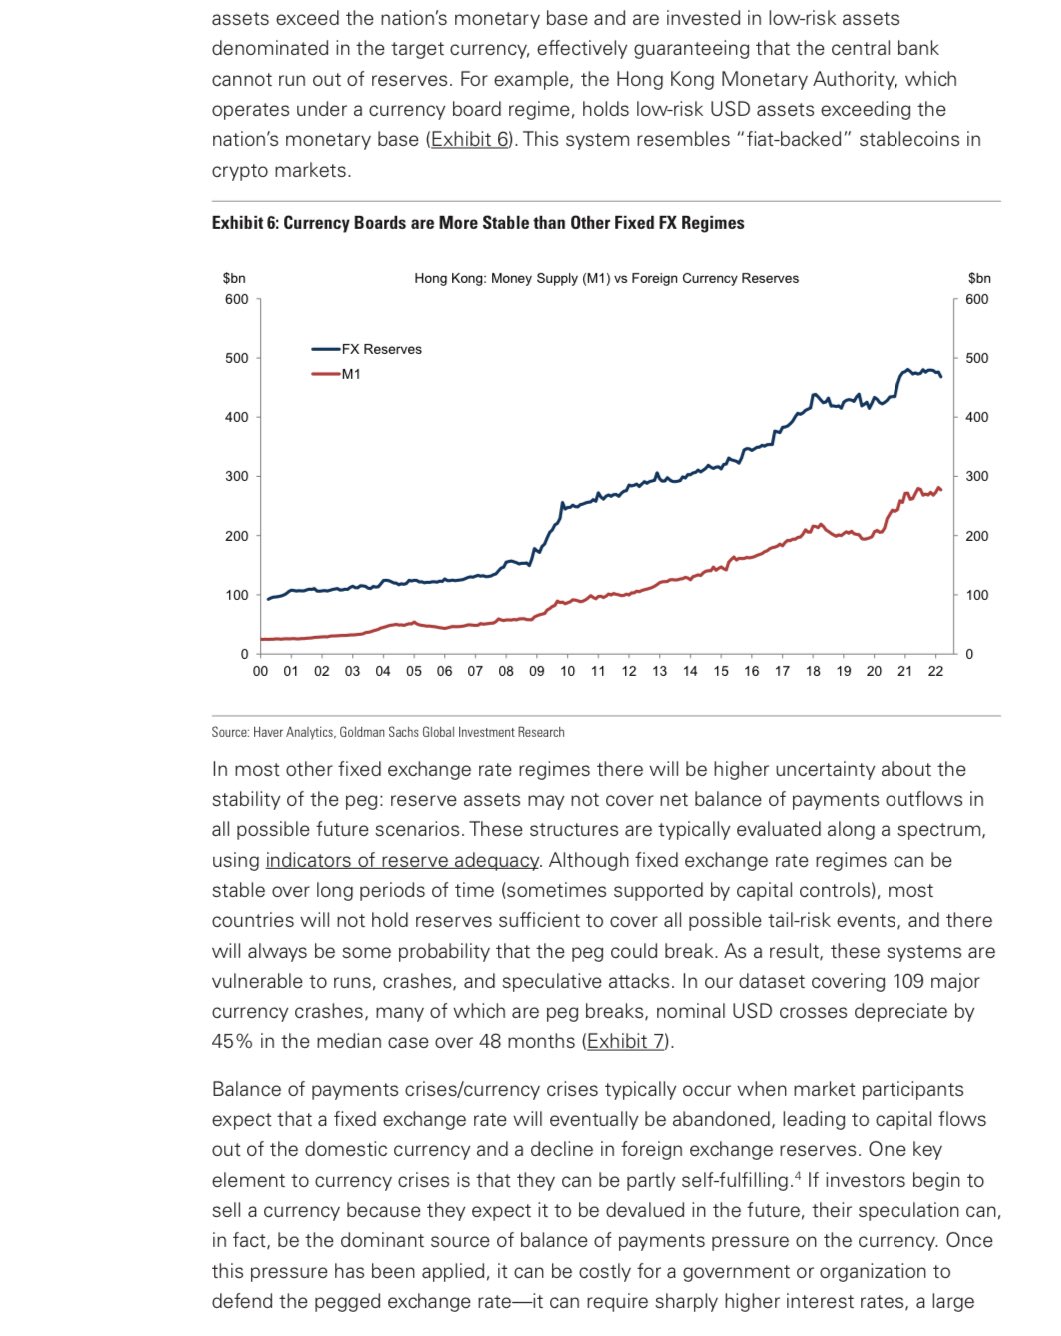 assets exceed the nation’s monetary base and are invested in low-risk assets
denominated in the target currency, effectively guaranteeing that the central bank
cannot run out of reserves. For example, the Hong Kong Monetary Authority, which
operates under a currency board regime, holds low-risk USD assets exceeding the
nation’s monetary base (Exhibit 6). This system resembles “fiat-backed” stablecoins in
crypto markets.
Exhibit 6: Currency Boards are More Stable than Other Fixed FX Regimes
$bn Hong Kong: Money Supply (M1) vs Foreign Currency Reserves $bn
600 600
FX Reserves
500 500
M1
400 400
300 300
200 200
100 100
0 0
00 01 02 03 04 05 06 07 08 09 10 11 12 13 14 15 16 17 18 19 20 21 22
Source: Haver Analytics, Goldman Sachs Global Investment Research
In most other fixed exchange rate regimes there will be higher uncertainty about the
stability of the peg: reserve assets may not cover net balance of payments outflows in
all possible future scenarios. These structures are typically evaluated along a spectrum,
using indicators of reserve adequacy. Although fixed exchange rate regimes can be
stable over long periods of time (sometimes supported by capital controls), most
countries will not hold reserves sufficient to cover all possible tail-risk events, and there
will always be some probability that the peg could break. As a result, these systems are
vulnerable to runs, crashes, and speculative attacks. In our dataset covering 109 major
currency crashes, many of which are peg breaks, nominal USD crosses depreciate by
45% in the median case over 48 months (Exhibit 7).
Balance of payments crises/currency crises typically occur when market participants
expect that a fixed exchange rate will eventually be abandoned, leading to capital flows
out of the domestic currency and a decline in foreign exchange reserves. One key
element to currency crises is that they can be partly self-fulfilling.⁴ If investors begin to
sell a currency because they expect it to be devalued in the future, their speculation can,
in fact, be the dominant source of balance of payments pressure on the currency. Once
this pressure has been applied, it can be costly for a government or organization to
defend the pegged exchange rate—it can require sharply higher interest rates, a large